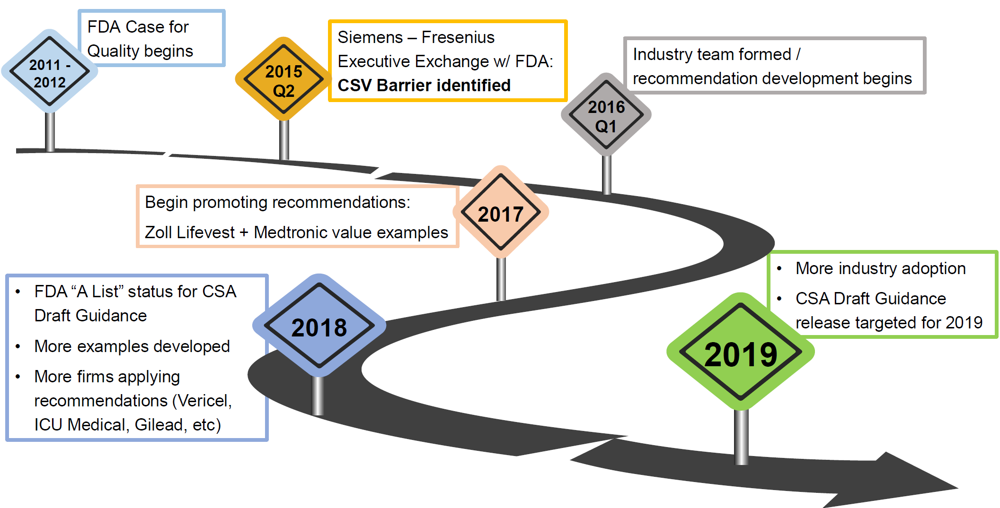 2011 -
2012
FDA Case for
Quality begins
2015
Q2
Siemens – Fresenius
Executive Exchange w/ FDA:
CSV Barrier identified
2016
Q1
Industry team formed /
recommendation development begins
2017
Begin promoting recommendations:
Zoll Lifevest + Medtronic value examples
2018
• FDA “A List” status for CSA
Draft Guidance
• More examples developed
• More firms applying
recommendations (Vericel,
ICU Medical, Gilead, etc)
2019
• More industry adoption
• CSA Draft Guidance
release targeted for 2019